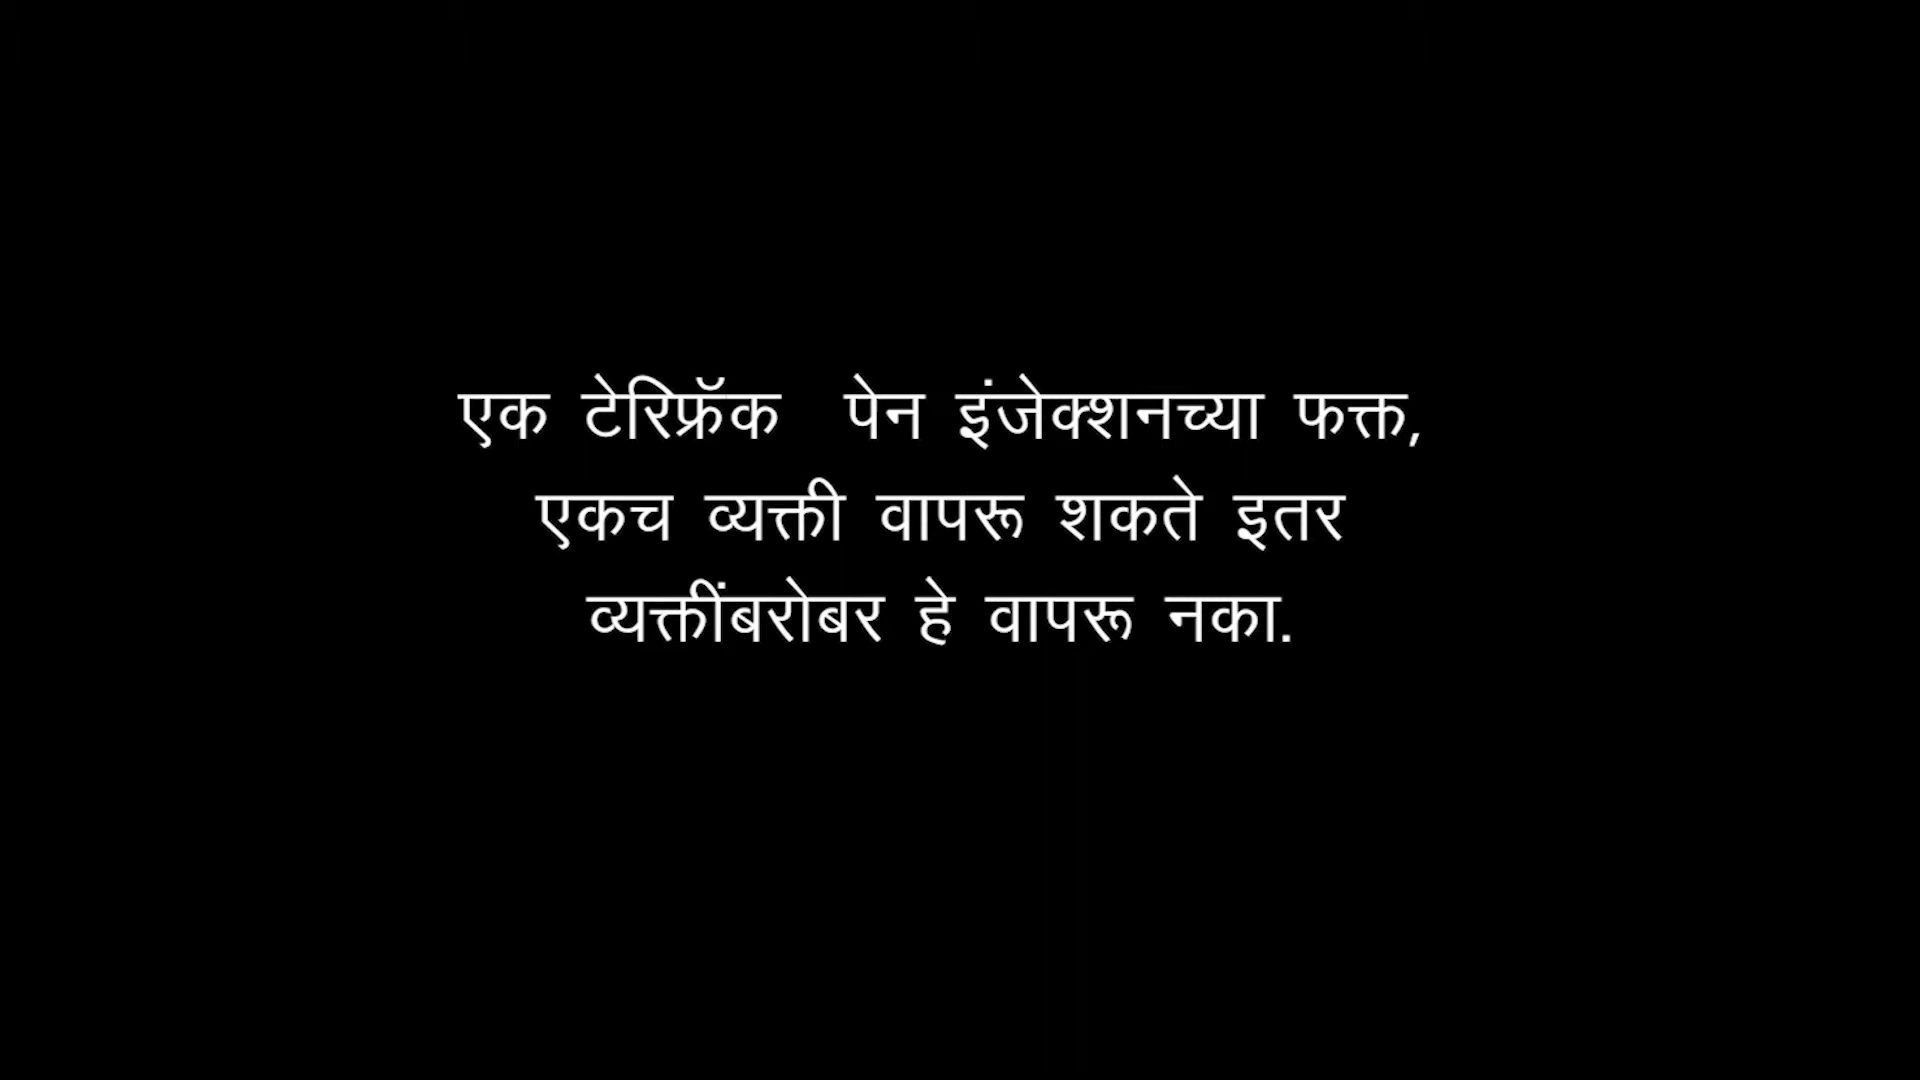 एक टेरिफ्रॅक पेन इंजेक्शनच्या फक्त,
एकच व्यक्ती वापरू शकते इतर
व्यक्तींबरोबर हे वापरू नका.